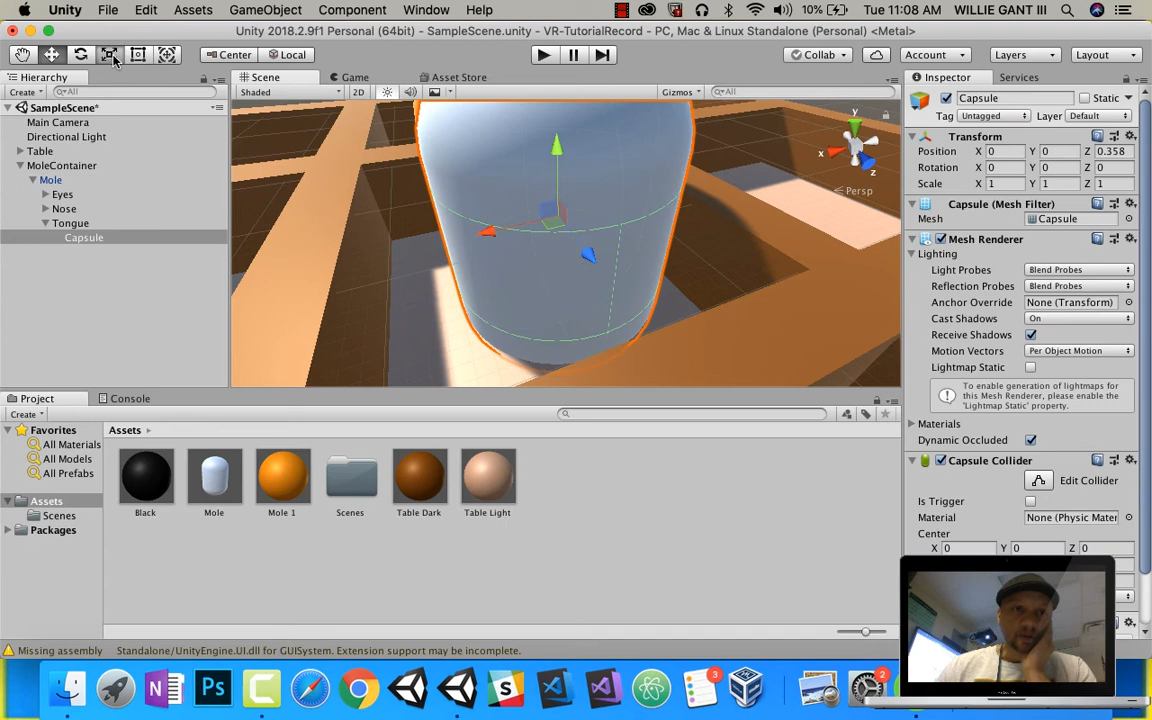 Unity File Edit Assets GameObject Component Window Help 10% Tue 11:08 AM WILLIE GANT III
Unity 2018.2.9f1 Personal (64bit) - SampleScene.unity - VR-TutorialRecord - PC, Mac & Linux Standalone (Personal) <Metal>
Center Local Collab Account Layers Layout
Hierarchy
Create All
SampleScene*
Main Camera
Directional Light
Table
MoleContainer
Mole
Eyes
Nose
Tongue
Capsule
Scene Game Asset Store
Shaded 2D Gizmos All
y
x
z
Persp
Inspector Services
Capsule Static
Tag Untagged Layer Default
Transform
Position X 0 Y 0 Z 0.358
Rotation X 0 Y 0 Z 0
Scale X 1 Y 1 Z 1
Capsule (Mesh Filter)
Mesh Capsule
Mesh Renderer
Lighting
Light Probes Blend Probes
Reflection Probes Blend Probes
Anchor Override None (Transform)
Cast Shadows On
Receive Shadows
Motion Vectors Per Object Motion
Lightmap Static
To enable generation of lightmaps for
this Mesh Renderer, please enable the
'Lightmap Static' property.
Materials
Dynamic Occluded
Capsule Collider
Edit Collider
Is Trigger
Material None (Physic Mater
Center
X 0 Y 0 Z 0
Project Console
Create
Favorites
All Materials
All Models
All Prefabs
Assets
Scenes
Packages
Assets
Black Mole Mole 1 Scenes Table Dark Table Light
Missing assembly Standalone/UnityEngine.UI.dll for GUISystem. Extension support may be incomplete.
3
2